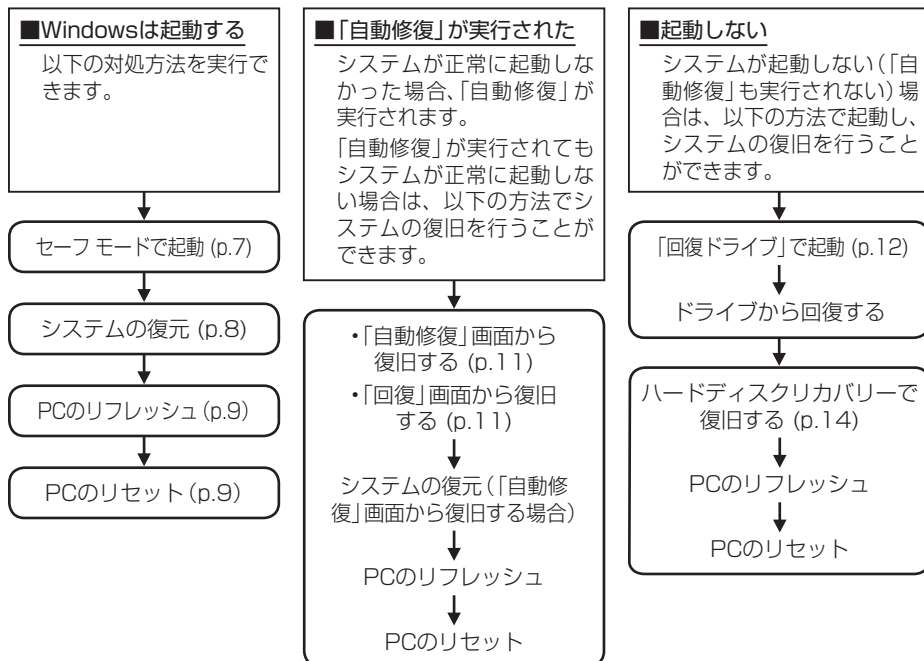 ■Windowsは起動する
以下の対処方法を実行で
きます。
セーフ モードで起動 (p.7)
システムの復元 (p.8)
PCのリフレッシュ (p.9)
PCのリセット (p.9)
■「自動修復」が実行された
システムが正常に起動しな
かった場合、「自動修復」が
実行されます。
「自動修復」が実行されても
システムが正常に起動しな
い場合は、以下の方法でシ
ステムの復旧を行うことが
できます。
•「自動修復」画面から
復旧する (p.11)
•「回復」画面から復旧
する (p.11)
システムの復元(「自動修
復」画面から復旧する場合)
PCのリフレッシュ
PCのリセット
■起動しない
システムが起動しない(「自
動修復」も実行されない)場
合は、以下の方法で起動し、
システムの復旧を行うこと
ができます。
「回復ドライブ」で起動 (p.12)
ドライブから回復する
ハードディスクリカバリーで
復旧する (p.14)
PCのリフレッシュ
PCのリセット